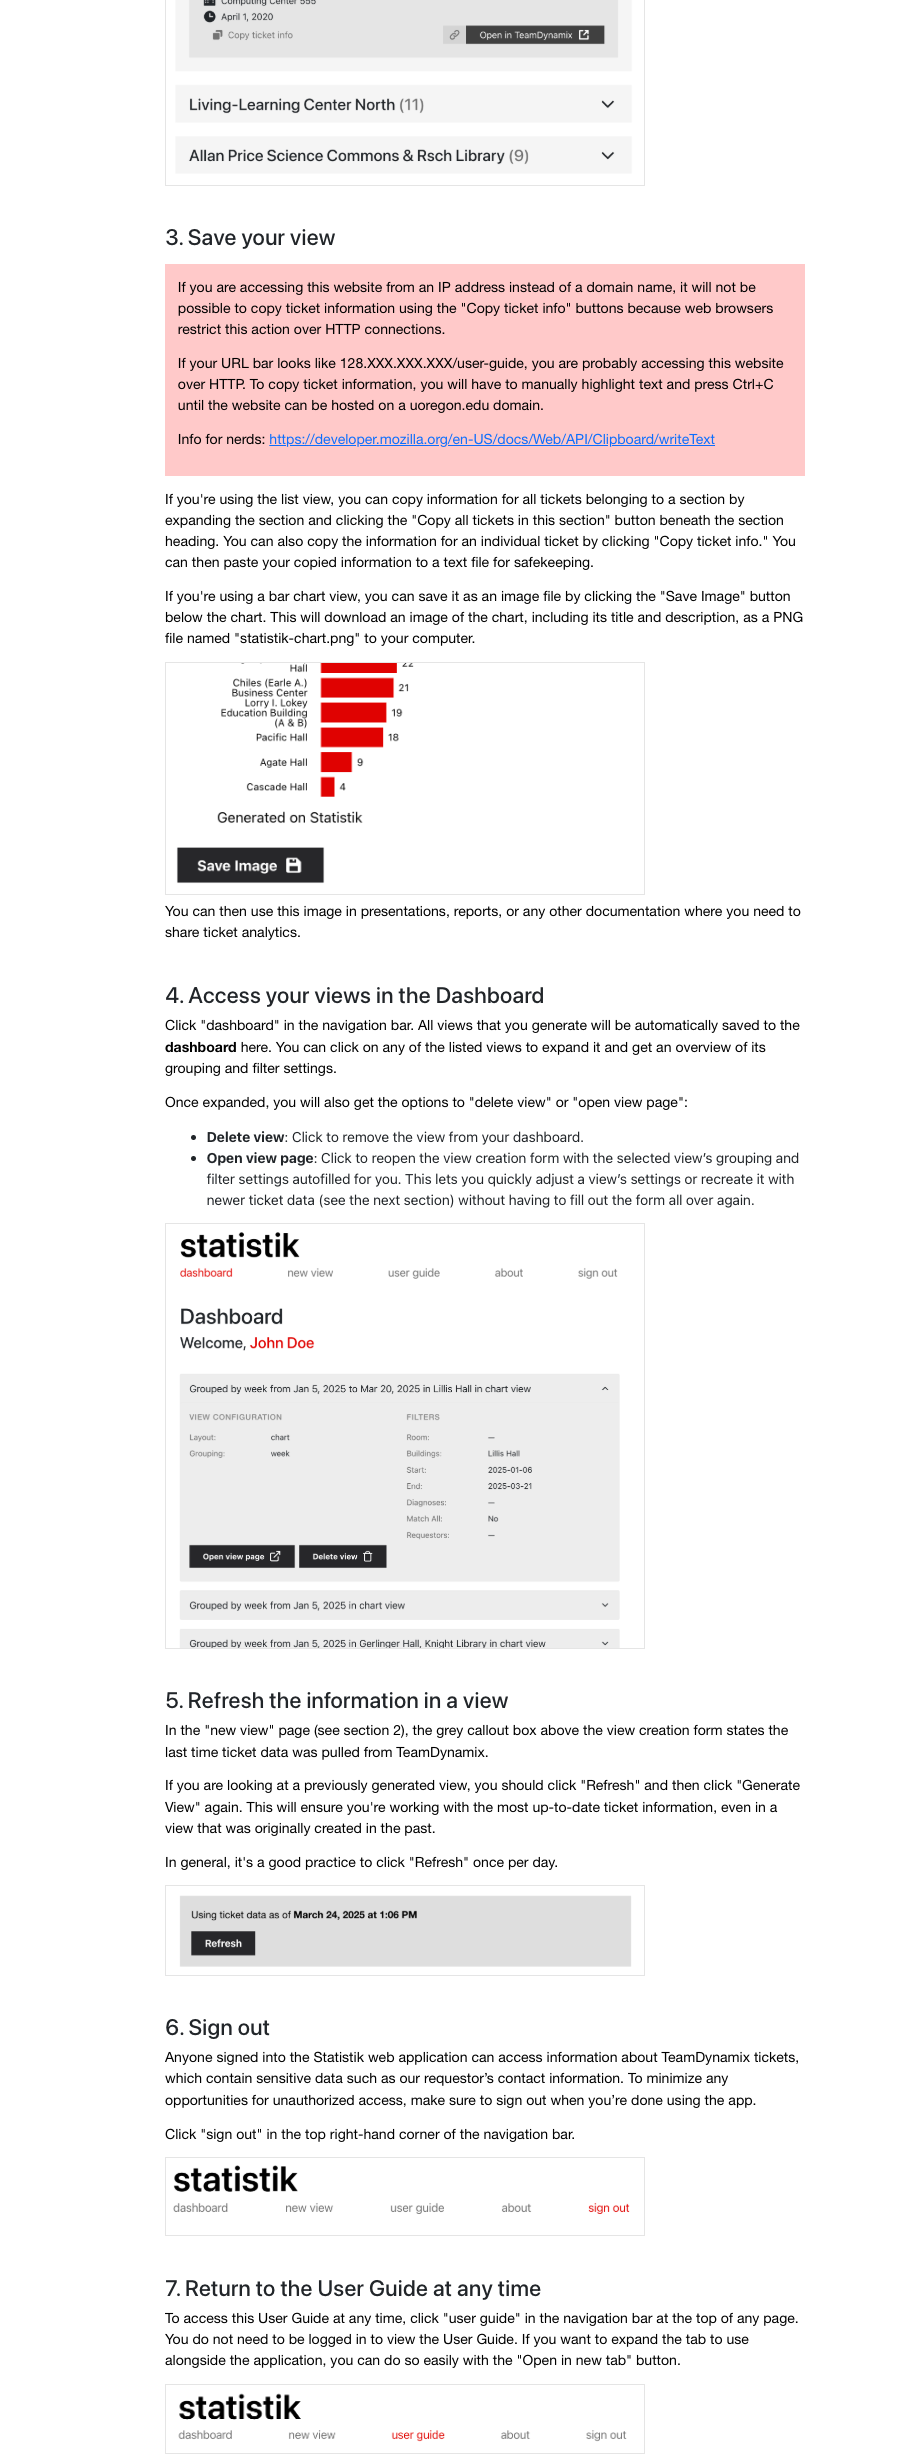 Computing Center 555
April 1, 2020
Copy ticket info
Open in TeamDynamix
Living-Learning Center North (11)
Allan Price Science Commons & Rsch Library (9)
3. Save your view
If you are accessing this website from an IP address instead of a domain name, it will not be
possible to copy ticket information using the "Copy ticket info" buttons because web browsers
restrict this action over HTTP connections.
If your URL bar looks like 128.XXX.XXX.XXX/user-guide, you are probably accessing this website
over HTTP. To copy ticket information, you will have to manually highlight text and press Ctrl+C
until the website can be hosted on a uoregon.edu domain.
Info for nerds: https://developer.mozilla.org/en-US/docs/Web/API/Clipboard/writeText
If you're using the list view, you can copy information for all tickets belonging to a section by
expanding the section and clicking the "Copy all tickets in this section" button beneath the section
heading. You can also copy the information for an individual ticket by clicking "Copy ticket info." You
can then paste your copied information to a text file for safekeeping.
If you're using a bar chart view, you can save it as an image file by clicking the "Save Image" button
below the chart. This will download an image of the chart, including its title and description, as a PNG
file named "statistik-chart.png" to your computer.
Hall 22
Chiles (Earle A.)
Business Center 21
Lorry I. Lokey
Education Building 19
(A & B)
Pacific Hall 18
Agate Hall 9
Cascade Hall 4
Generated on Statistik
Save Image
You can then use this image in presentations, reports, or any other documentation where you need to
share ticket analytics.
4. Access your views in the Dashboard
Click "dashboard" in the navigation bar. All views that you generate will be automatically saved to the
dashboard here. You can click on any of the listed views to expand it and get an overview of its
grouping and filter settings.
Once expanded, you will also get the options to "delete view" or "open view page":
• Delete view: Click to remove the view from your dashboard.
• Open view page: Click to reopen the view creation form with the selected view’s grouping and
filter settings autofilled for you. This lets you quickly adjust a view’s settings or recreate it with
newer ticket data (see the next section) without having to fill out the form all over again.
statistik
dashboard new view user guide about sign out
Dashboard
Welcome, John Doe
Grouped by week from Jan 5, 2025 to Mar 20, 2025 in Lillis Hall in chart view
VIEW CONFIGURATION FILTERS
Layout: chart Room: —
Grouping: week Buildings: Lillis Hall
Start: 2025-01-06
End: 2025-03-21
Diagnoses: —
Match All: No
Requestors: —
Open view page Delete view
Grouped by week from Jan 5, 2025 in chart view
Grouped by week from Jan 5, 2025 in Gerlinger Hall, Knight Library in chart view
5. Refresh the information in a view
In the "new view" page (see section 2), the grey callout box above the view creation form states the
last time ticket data was pulled from TeamDynamix.
If you are looking at a previously generated view, you should click "Refresh" and then click "Generate
View" again. This will ensure you're working with the most up-to-date ticket information, even in a
view that was originally created in the past.
In general, it's a good practice to click "Refresh" once per day.
Using ticket data as of March 24, 2025 at 1:06 PM
Refresh
6. Sign out
Anyone signed into the Statistik web application can access information about TeamDynamix tickets,
which contain sensitive data such as our requestor’s contact information. To minimize any
opportunities for unauthorized access, make sure to sign out when you’re done using the app.
Click "sign out" in the top right-hand corner of the navigation bar.
statistik
dashboard new view user guide about sign out
7. Return to the User Guide at any time
To access this User Guide at any time, click "user guide" in the navigation bar at the top of any page.
You do not need to be logged in to view the User Guide. If you want to expand the tab to use
alongside the application, you can do so easily with the "Open in new tab" button.
statistik
dashboard new view user guide about sign out